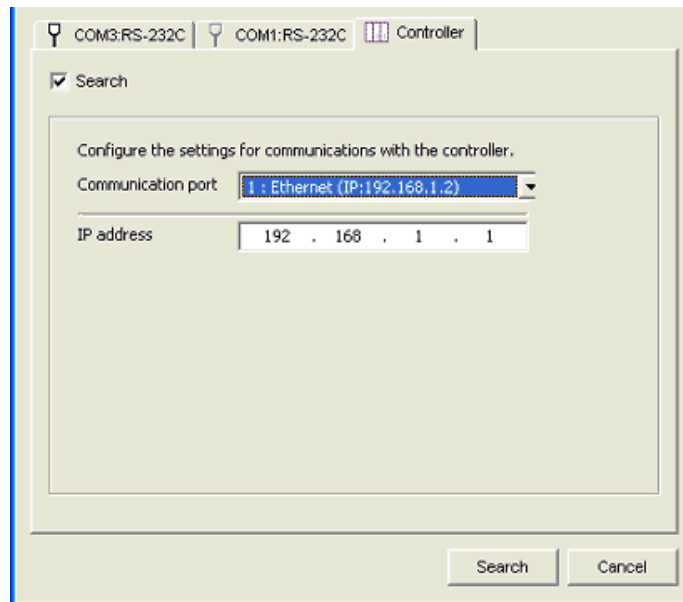 COM3:RS-232C COM1:RS-232C Controller
Search
Configure the settings for communications with the controller.
Communication port 1 : Ethernet (IP:192.168.1.2)
IP address 192 . 168 . 1 . 1
Search Cancel